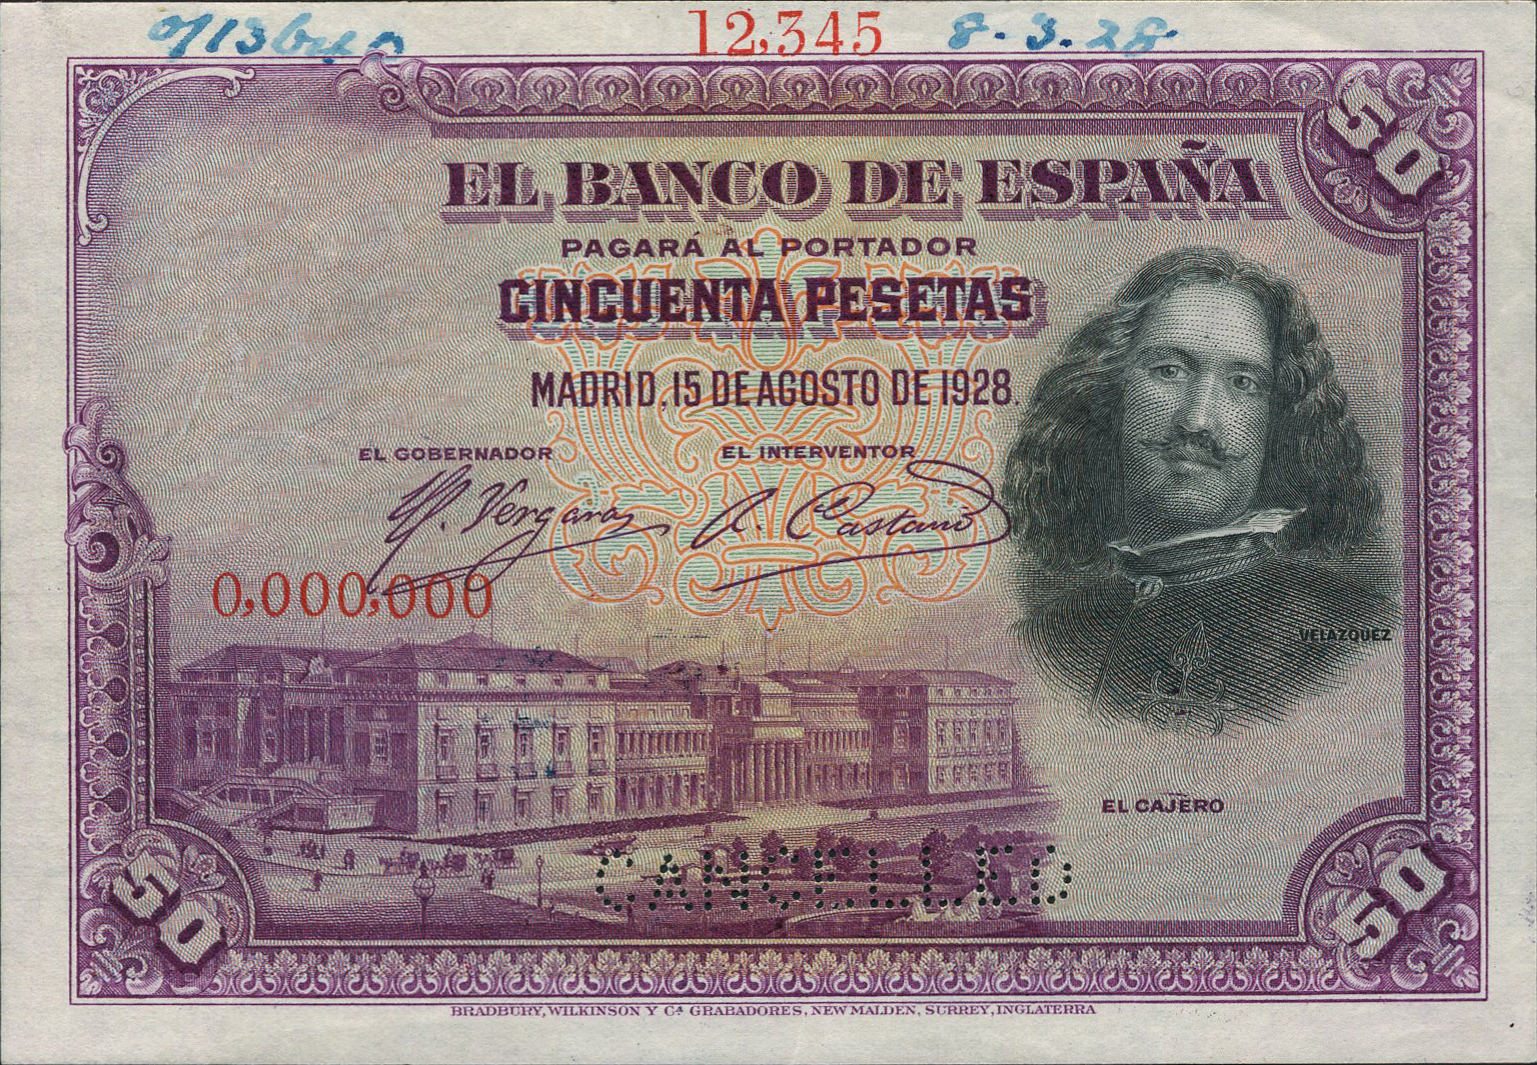 12,345 8.3.28
50
EL BANCO DE ESPAÑA
PAGARÁ AL PORTADOR
CINCUENTA PESETAS
MADRID, 15 DE AGOSTO DE 1928.
EL GOBERNADOR EL INTERVENTOR
Vergara A. Castaño
0,000,000
VELAZQUEZ
EL CAJERO
CANCELLED
50 50
BRADBURY, WILKINSON Y Cª GRABADORES, NEW MALDEN, SURREY, INGLATERRA